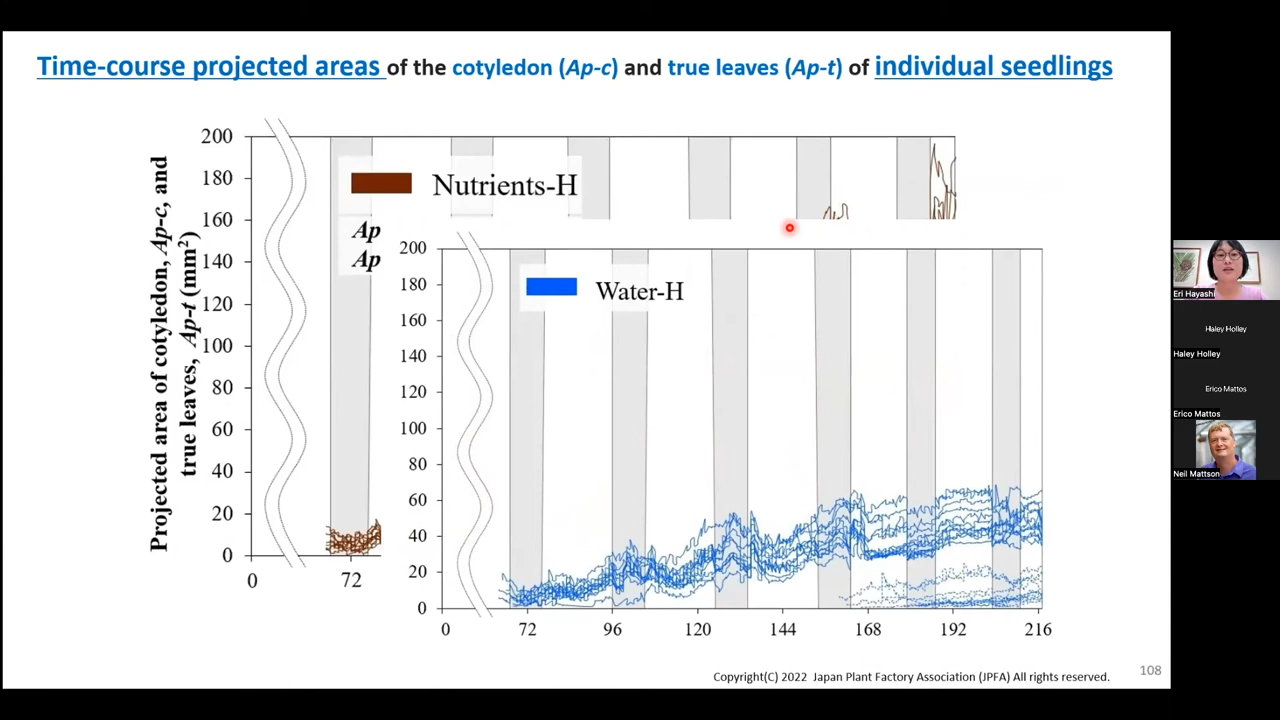 Time-course projected areas of the cotyledon (Ap-c) and true leaves (Ap-t) of individual seedlings
Projected area of cotyledon, Ap-c, and
true leaves, Ap-t (mm²)
200
180
160
140
120
100
80
60
40
20
0
0
72
Nutrients-H
Ap
Ap
200
180
160
140
120
100
80
60
40
20
0
Water-H
0 72 96 120 144 168 192 216
108
Copyright(C) 2022 Japan Plant Factory Association (JPFA) All rights reserved.
Eri Hayashi
Haley Holley
Haley Holley
Erico Mattos
Erico Mattos
Neil Mattson